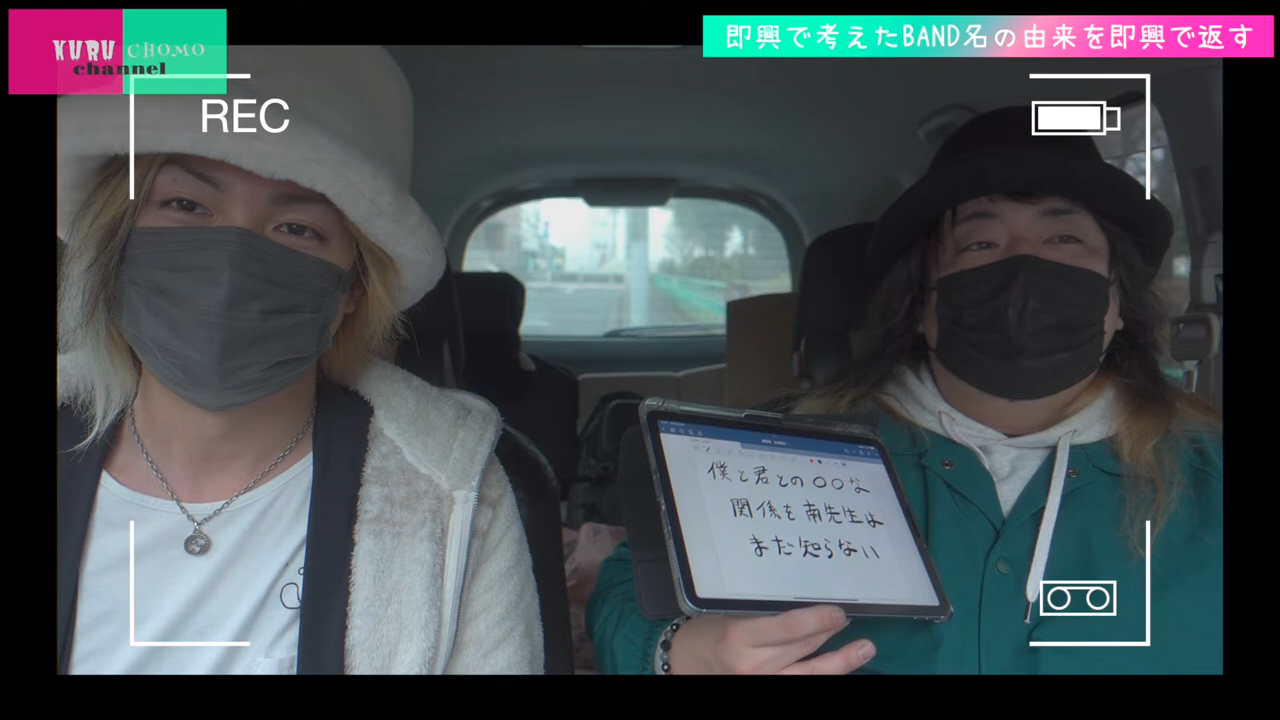 KURU CHOMO
channel
即興で考えたBAND名の由来を即興で返す
REC
僕と君との○○な
関係を南先生は
まだ知らない